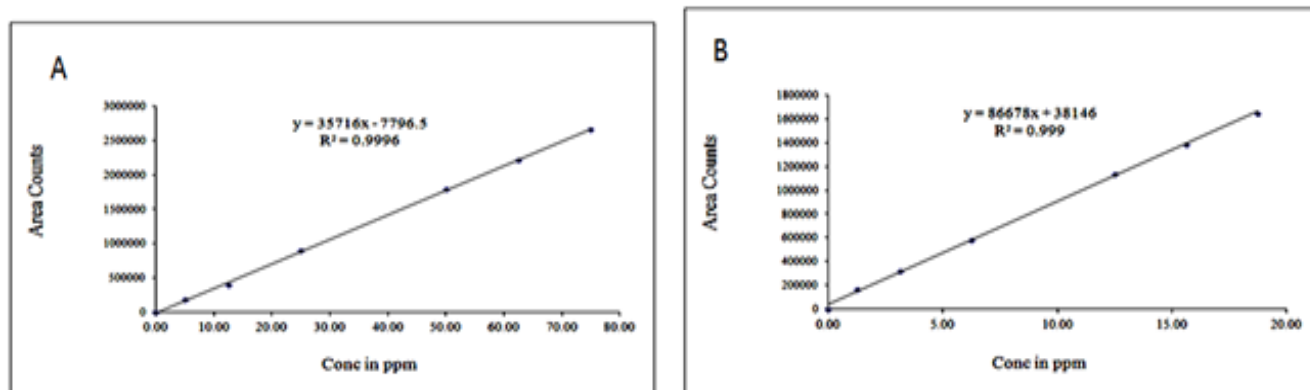 A
y = 35716x - 7796.5
R² = 0.9996
3000000
2500000
2000000
1500000
1000000
500000
0
0.00 10.00 20.00 30.00 40.00 50.00 60.00 70.00 80.00
Area Counts
Conc in ppm
B
y = 86678x + 38146
R² = 0.999
1800000
1600000
1400000
1200000
1000000
800000
600000
400000
200000
0
0.00 5.00 10.00 15.00 20.00
Area Counts
Conc in ppm